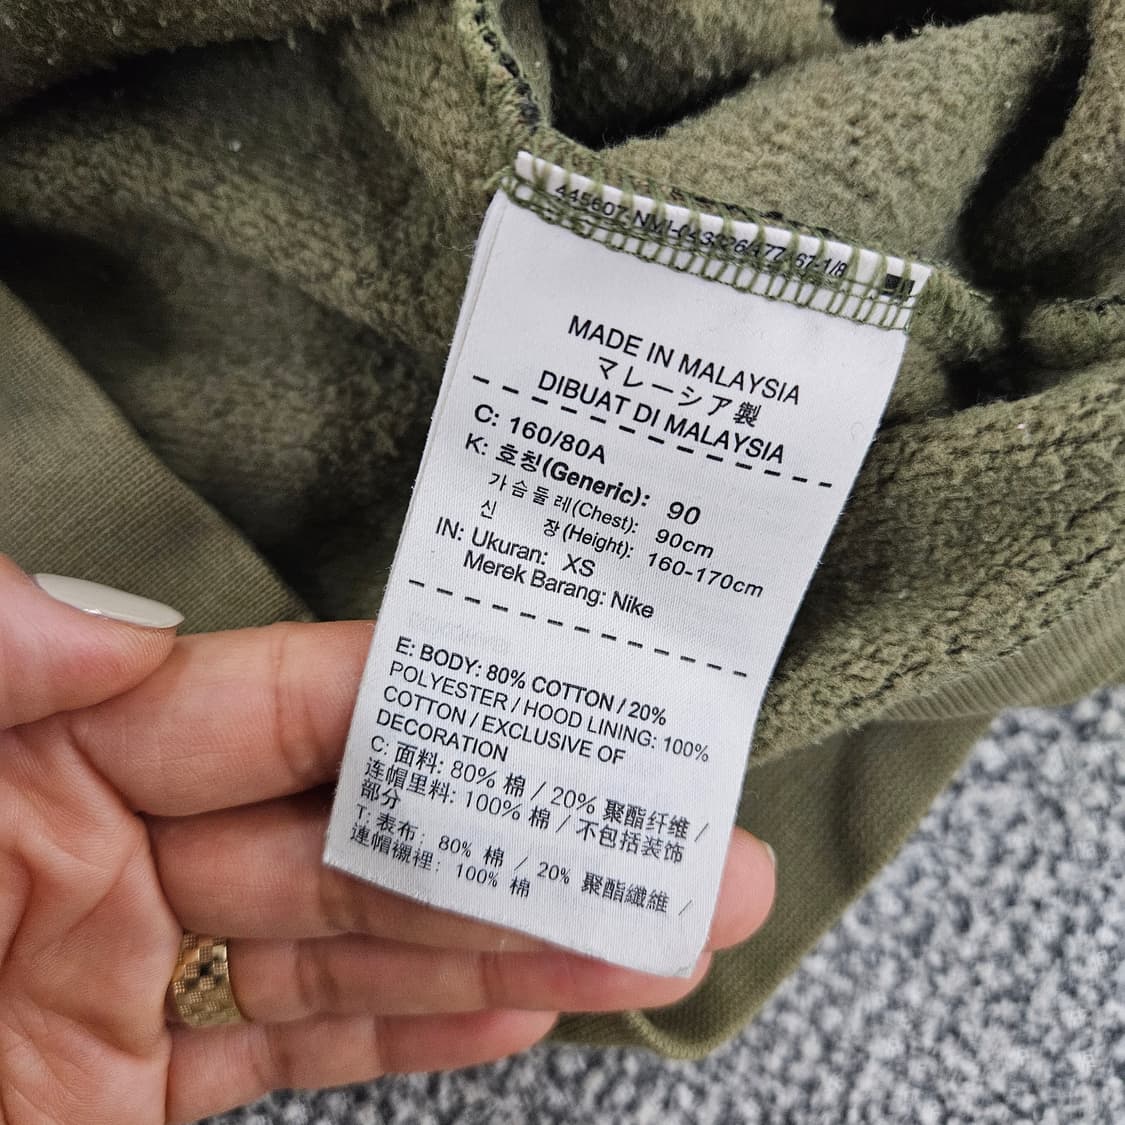 MADE IN MALAYSIA
マレーシア製
DIBUAT DI MALAYSIA
C: 160/80A
K: 호칭(Generic): 90
가슴둘레(Chest): 90cm
신 장(Height): 160-170cm
IN: Ukuran: XS
Merek Barang: Nike
E: BODY: 80% COTTON / 20%
POLYESTER / HOOD LINING: 100%
COTTON / EXCLUSIVE OF
DECORATION
C: 面料: 80% 棉 / 20% 聚酯纤维 /
连帽里料: 100% 棉 / 不包括装饰
部分
T: 表布: 80% 棉 / 20% 聚酯纖維 /
連帽襯裡: 100% 棉